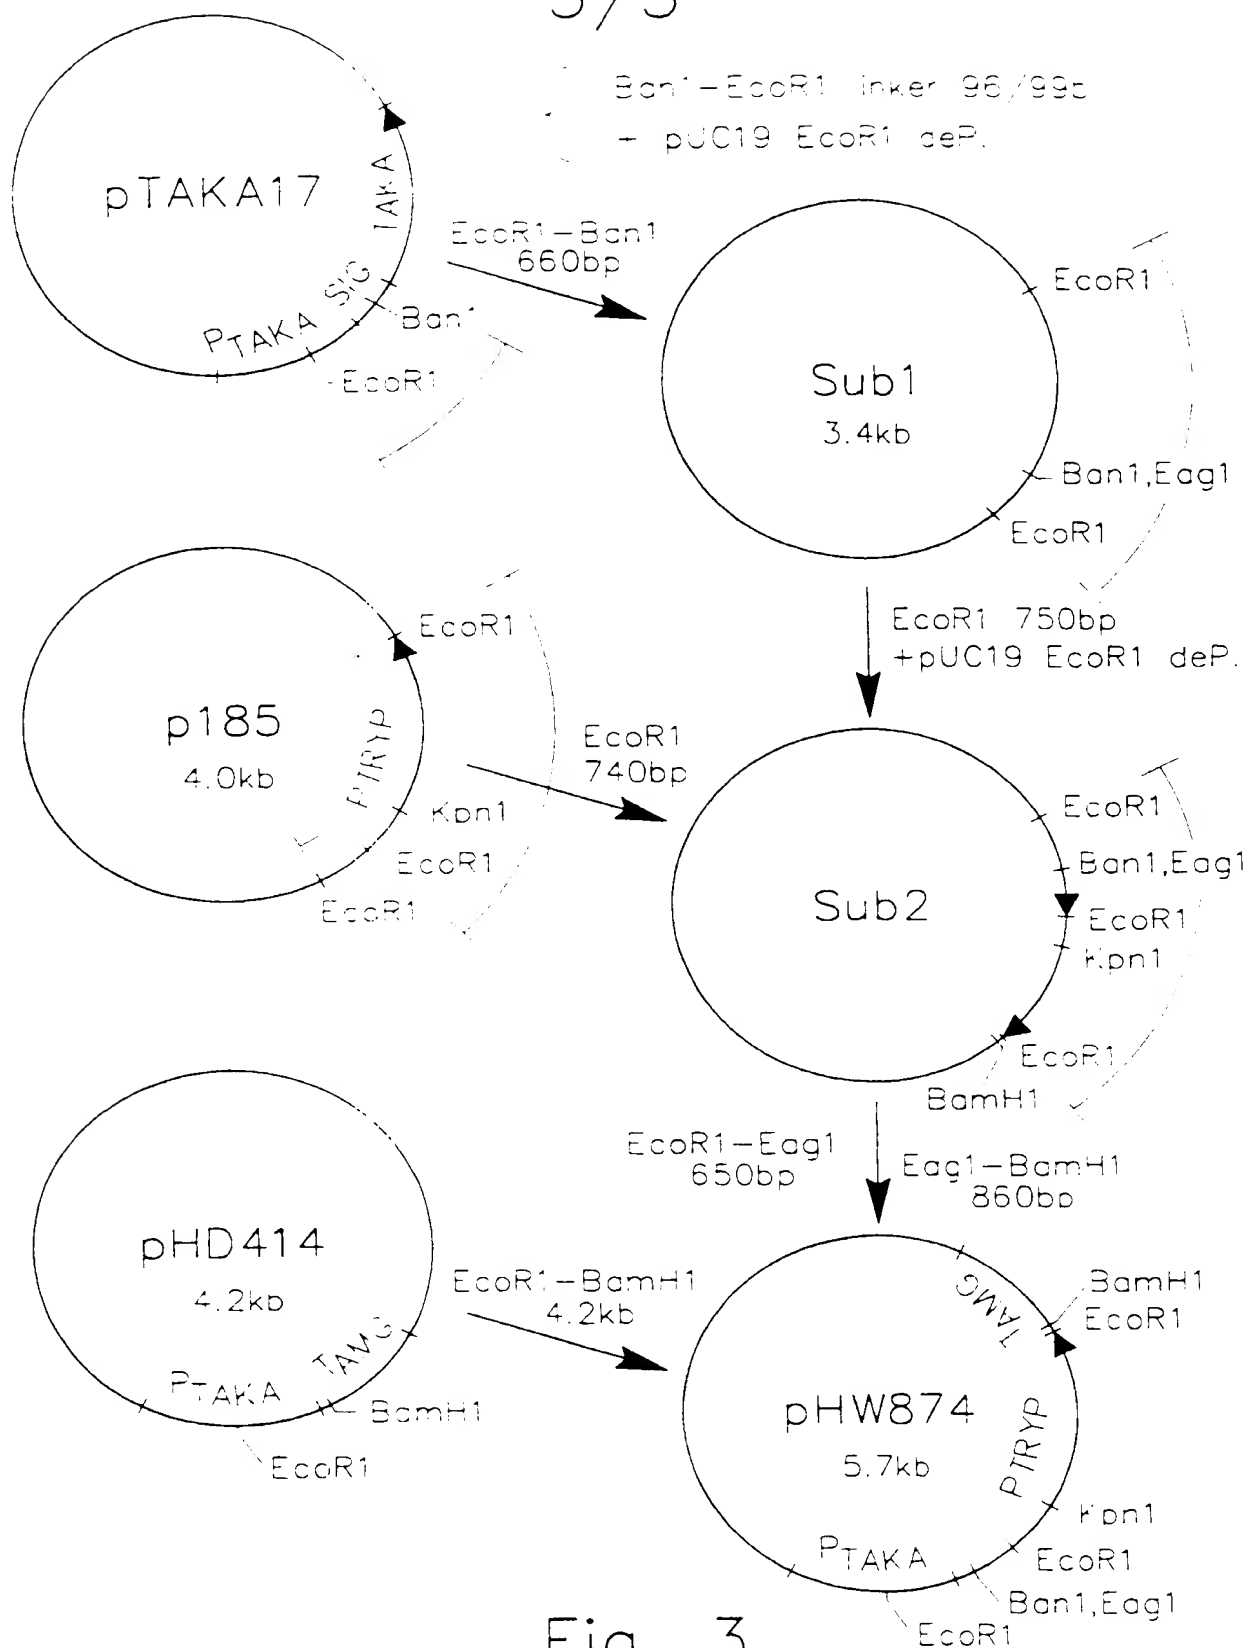 3/3
pTAKA17
TAKA
SIG
PTAKA
Ban1
EcoR1
Ban1-EcoR1 linker 96/99b
+ pUC19 EcoR1 deP.
EcoR1-Ban1
660bp
Sub1
3.4kb
EcoR1
Ban1,Eag1
EcoR1
EcoR1 750bp
+pUC19 EcoR1 deP.
p185
4.0kb
PTRYP
EcoR1
Kpn1
EcoR1
EcoR1
EcoR1
740bp
Sub2
EcoR1
Ban1,Eag1
EcoR1
Kpn1
EcoR1
BamH1
EcoR1-Eag1
650bp
Eag1-BamH1
860bp
pHD414
4.2kb
PTAKA
TAMG
BamH1
EcoR1
EcoR1-BamH1
4.2kb
pHW874
5.7kb
TAMG
BamH1
EcoR1
PTRYP
Kpn1
EcoR1
Ban1,Eag1
EcoR1
PTAKA
Fig. 3